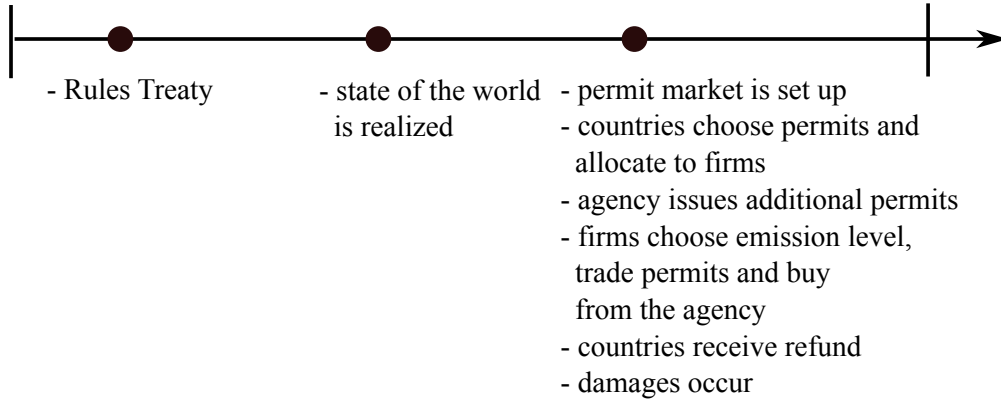 - Rules Treaty
- state of the world
is realized
- permit market is set up
- countries choose permits and
allocate to firms
- agency issues additional permits
- firms choose emission level,
trade permits and buy
from the agency
- countries receive refund
- damages occur